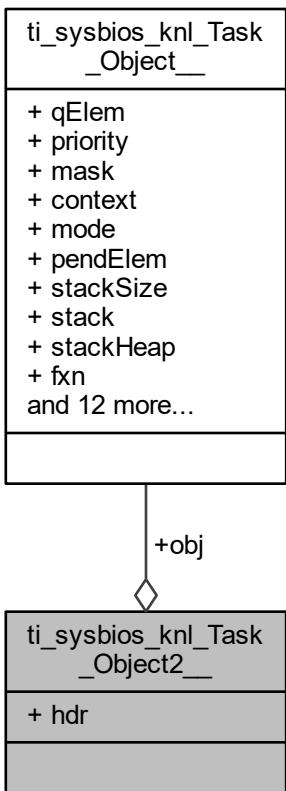 ti_sysbios_knl_Task
_Object__
+ qElem
+ priority
+ mask
+ context
+ mode
+ pendElem
+ stackSize
+ stack
+ stackHeap
+ fxn
and 12 more...
+obj
ti_sysbios_knl_Task
_Object2__
+ hdr